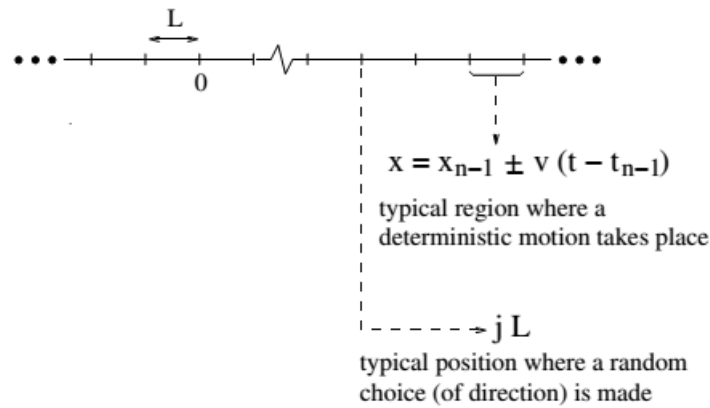 L
0
x = x_{n-1} ± v (t – t_{n-1})
typical region where a
deterministic motion takes place
j L
typical position where a random
choice (of direction) is made